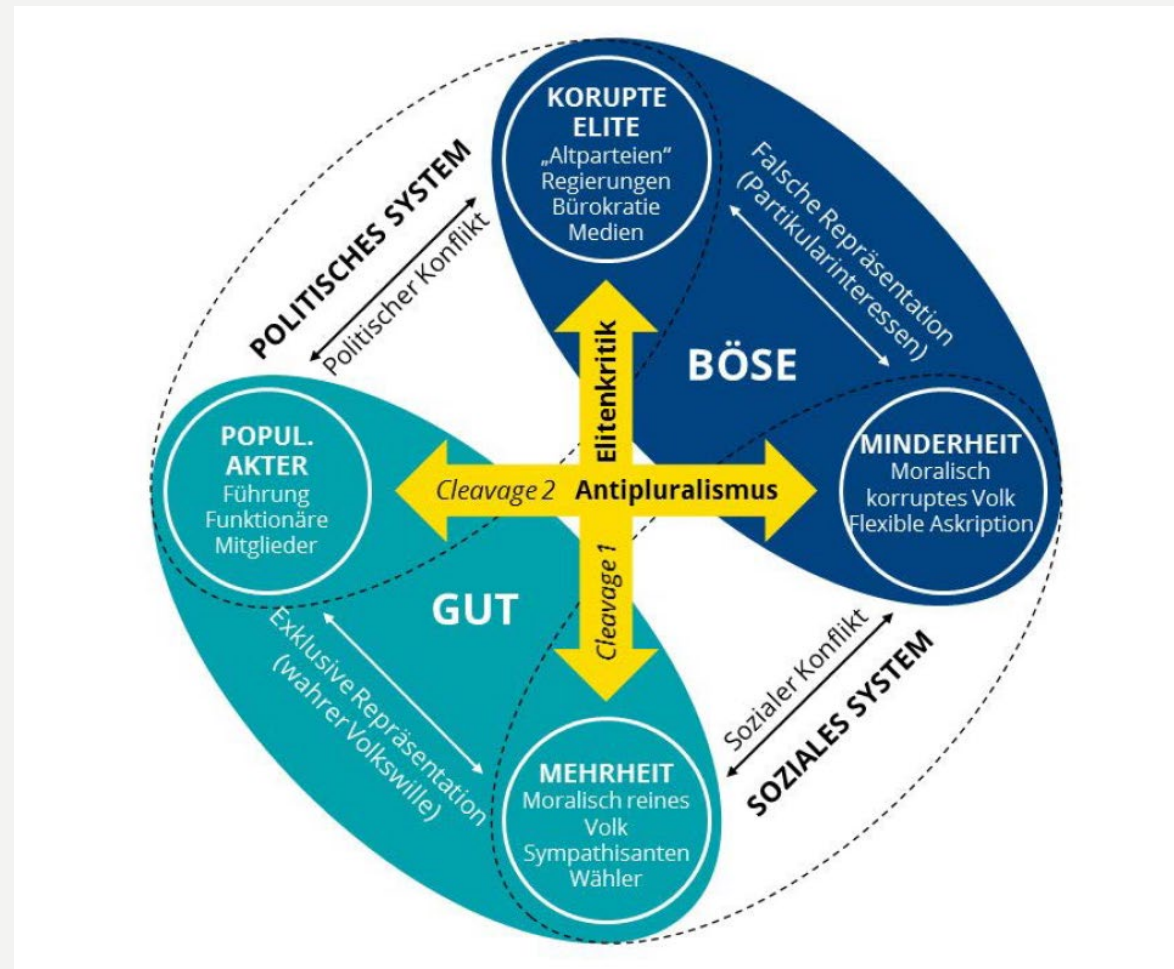 KORUPTE
ELITE
„Altparteien“
Regierungen
Bürokratie
Medien
POLITISCHES SYSTEM
Politischer Konflikt
Falsche Repräsentation
(Partikularinteressen)
BÖSE
Elitenkritik
POPUL.
AKTER
Führung
Funktionäre
Mitglieder
Cleavage 2 Antipluralismus
MINDERHEIT
Moralisch
korruptes Volk
Flexible Askription
Cleavage 1
GUT
Exklusive Repräsentation
(wahrer Volkswille)
Sozialer Konflikt
SOZIALES SYSTEM
MEHRHEIT
Moralisch reines
Volk
Sympathisanten
Wähler